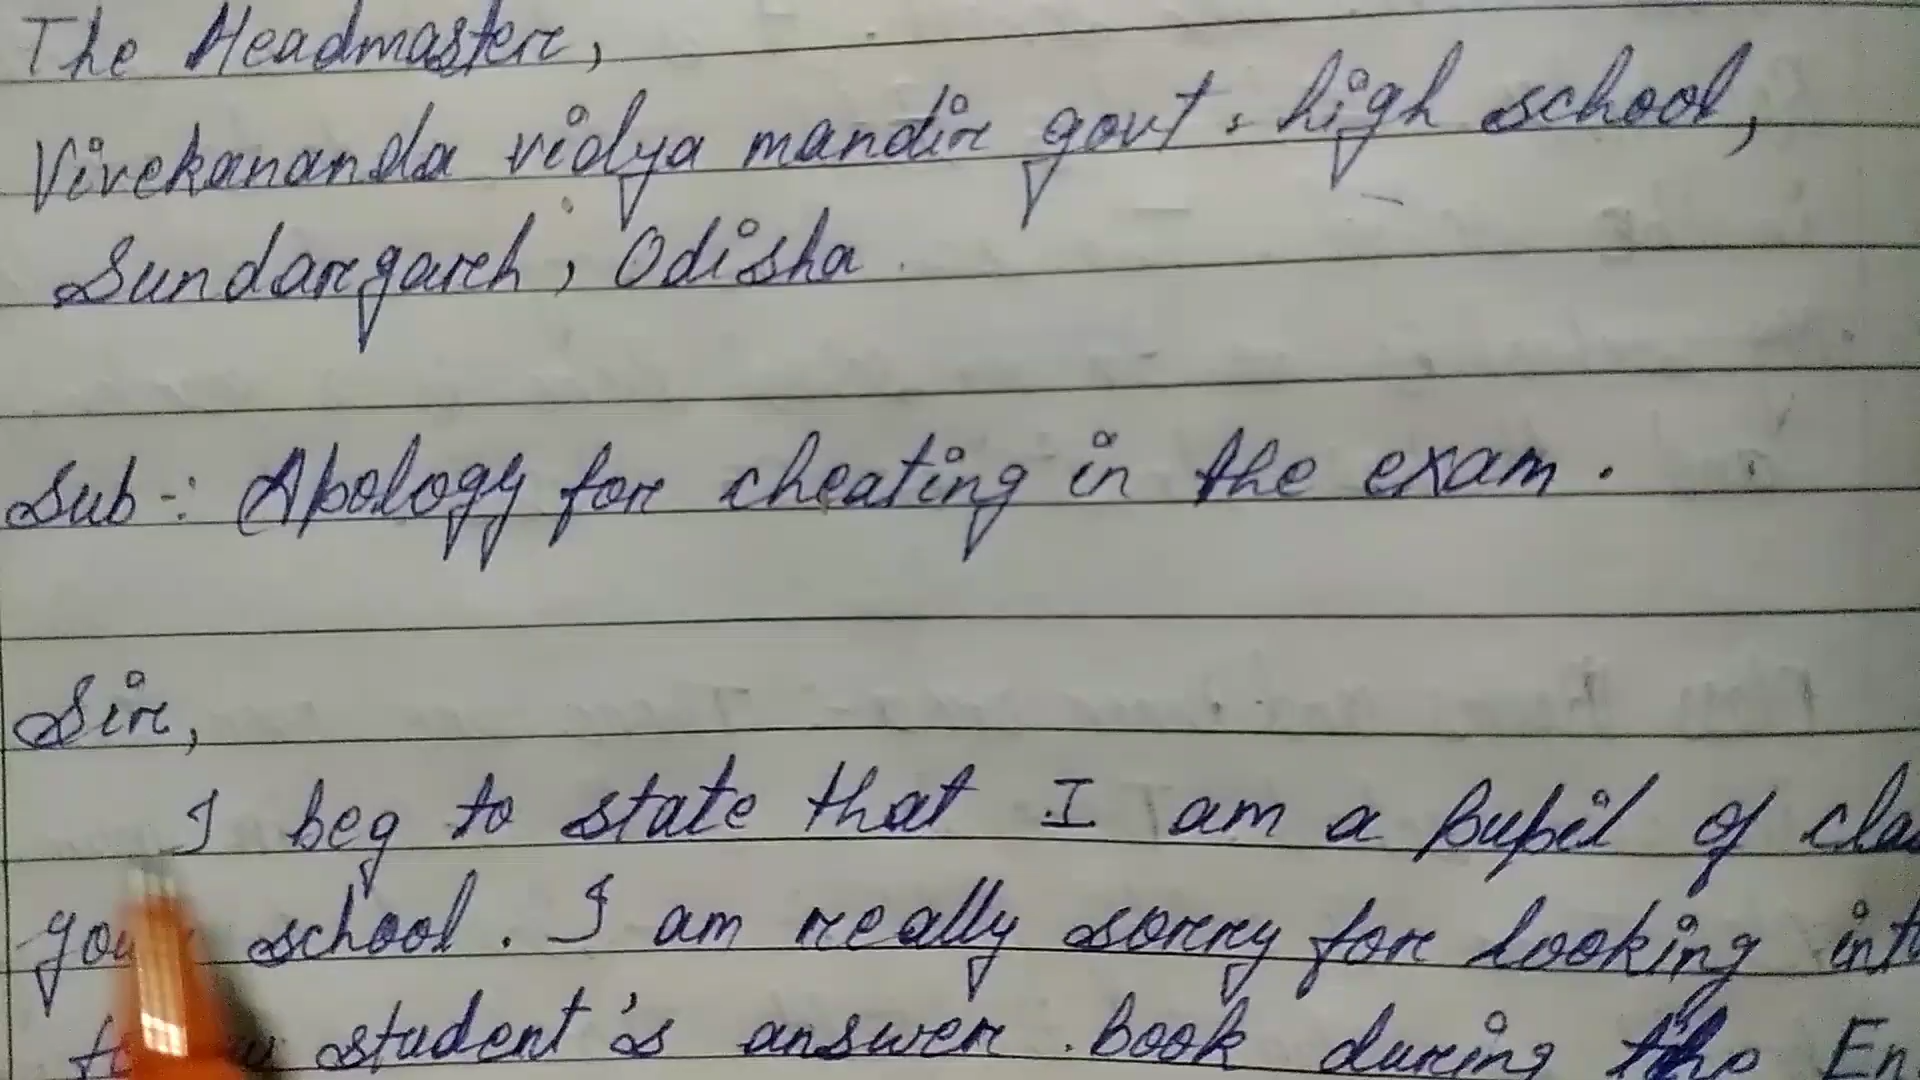 The Headmaster,
Vivekananda vidya mandir govt. high school,
Sundargarh, Odisha.
Sub-: Apology for cheating in the exam.
Sir,
I beg to state that I am a Pupil of
school. I am really sorry for looking
student's answer. Book during the